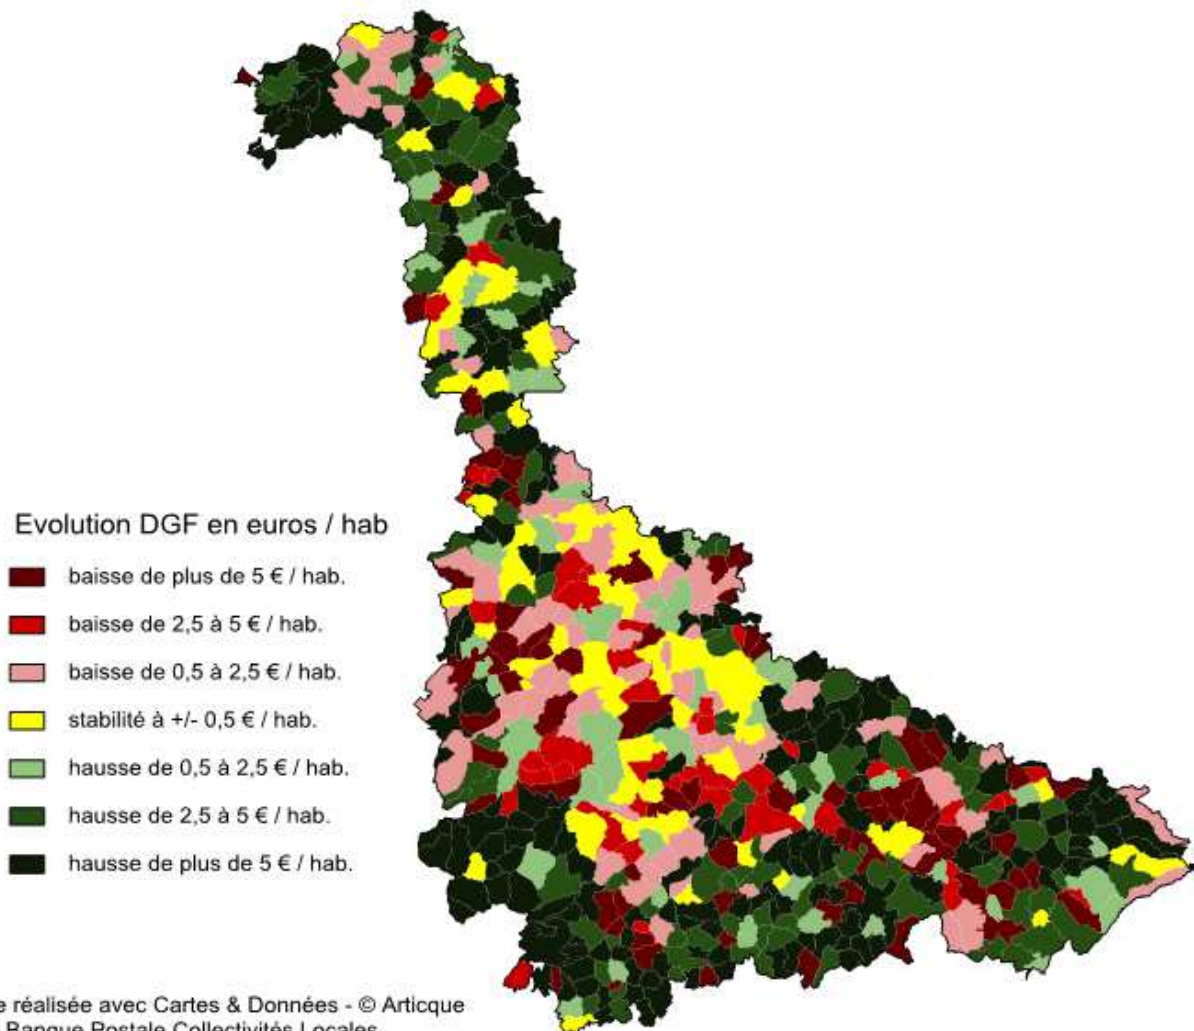 Evolution DGF en euros / hab
baisse de plus de 5 € / hab.
baisse de 2,5 à 5 € / hab.
baisse de 0,5 à 2,5 € / hab.
stabilité à +/- 0,5 € / hab.
hausse de 0,5 à 2,5 € / hab.
hausse de 2,5 à 5 € / hab.
hausse de plus de 5 € / hab.
réalisée avec Cartes & Données - © Articque
Banque Postale Collectivités Locales